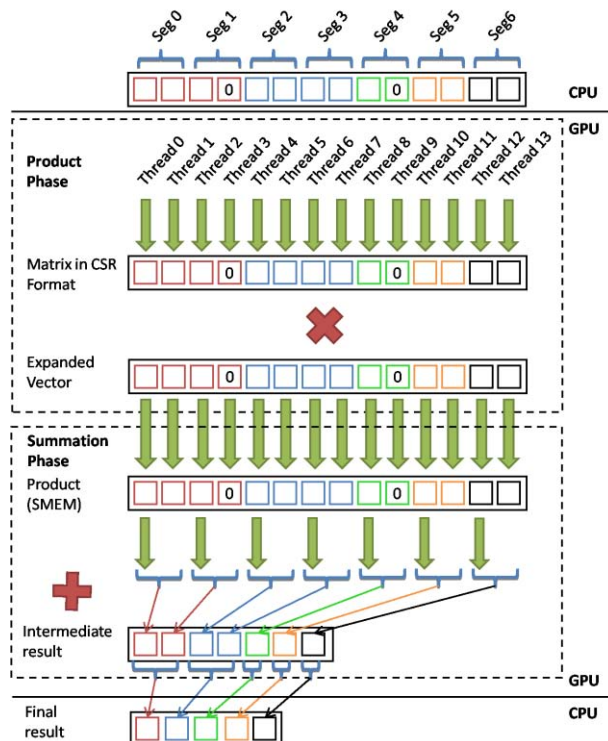 Seg 0 Seg 1 Seg 2 Seg 3 Seg 4 Seg 5 Seg6
0 0
CPU
GPU
Product
Phase
Thread 0 Thread 1 Thread 2 Thread 3 Thread 4 Thread 5 Thread 6 Thread 7 Thread 8 Thread 9 Thread 10 Thread 11 Thread 12 Thread 13
Matrix in CSR
Format
0 0
Expanded
Vector
0 0
Summation
Phase
Product
(SMEM)
0 0
Intermediate
result
GPU
CPU
Final
result